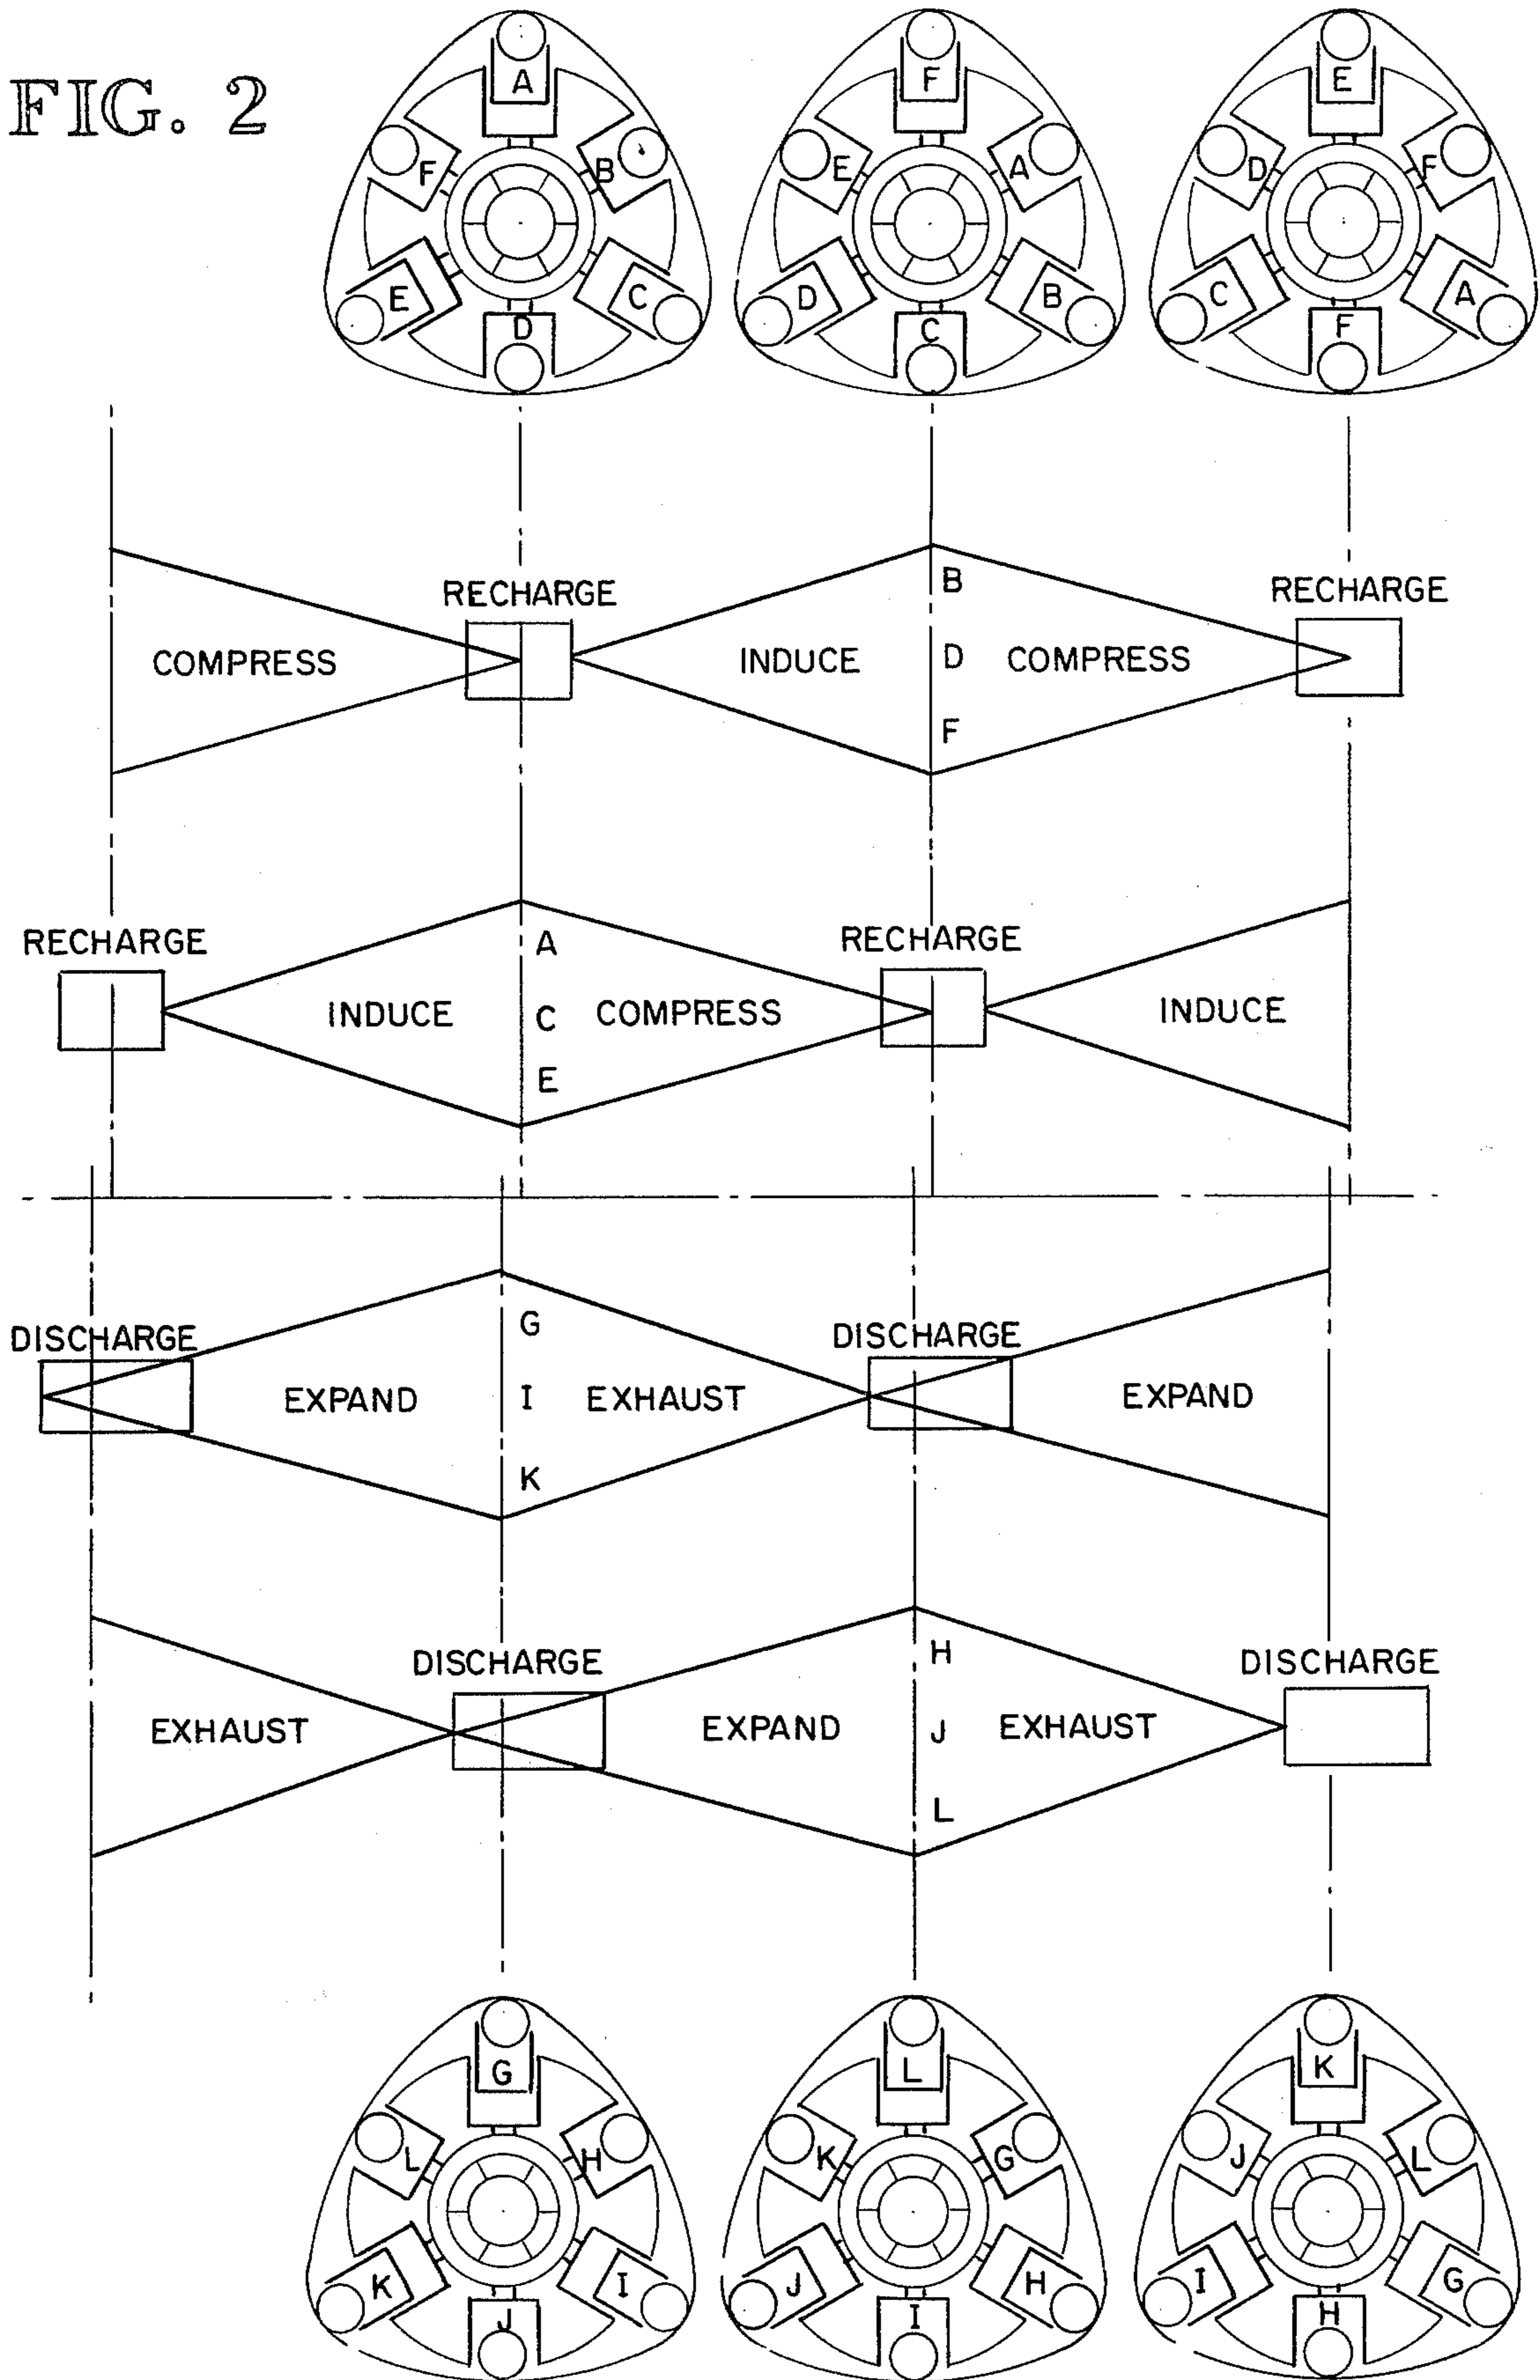 FIG. 2
A
F
B
E
C
D
F
E
A
D
B
C
E
D
F
C
A
F
RECHARGE
RECHARGE
B
COMPRESS
INDUCE
D
COMPRESS
F
RECHARGE
A
RECHARGE
INDUCE
C
COMPRESS
INDUCE
E
G
DISCHARGE
DISCHARGE
EXPAND
I
EXHAUST
EXPAND
K
H
DISCHARGE
DISCHARGE
EXHAUST
EXPAND
J
EXHAUST
L
G
L
H
K
I
J
L
K
G
J
H
I
K
J
L
I
G
H